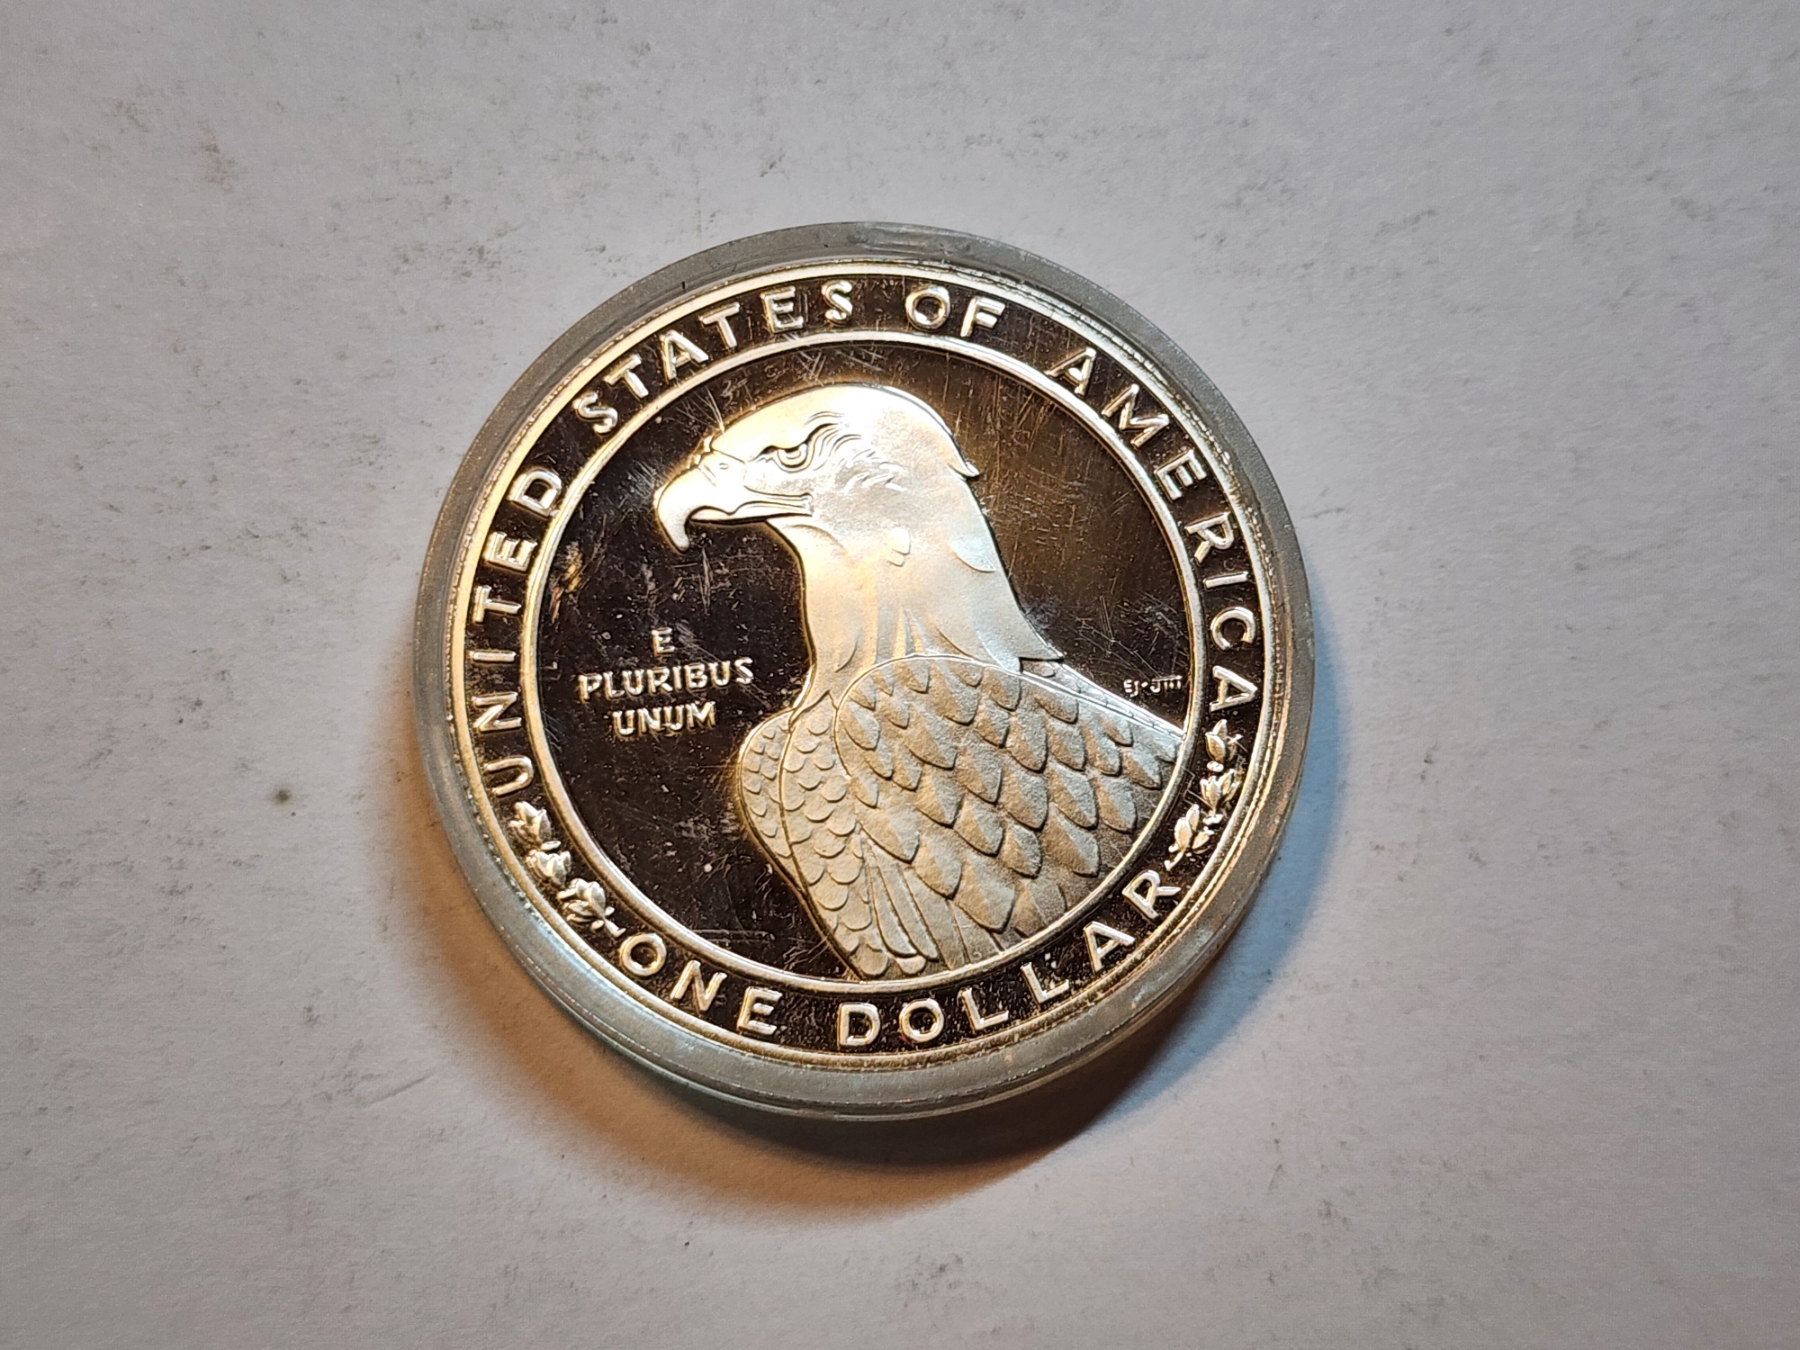 UNITED STATES OF AMERICA
E
PLURIBUS
UNUM
ONE DOLLAR